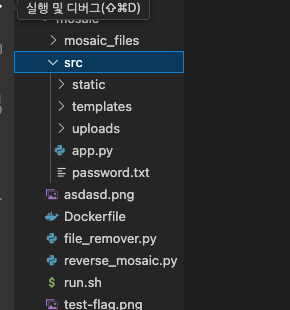 실행 및 디버그(⇧⌘D)
mosaic
mosaic_files
src
static
templates
uploads
app.py
password.txt
asdasd.png
Dockerfile
file_remover.py
reverse_mosaic.py
run.sh
test-flag.png